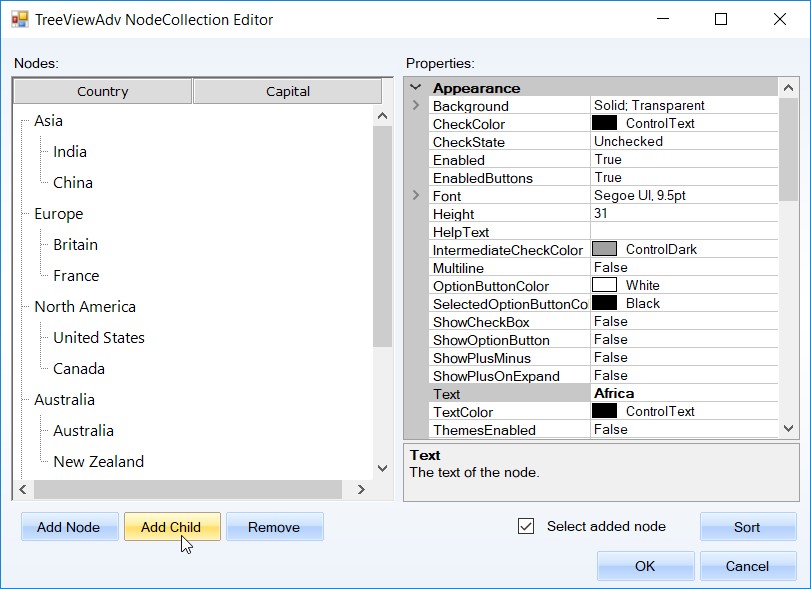 TreeViewAdv NodeCollection Editor
Nodes:
Country Capital
Asia
India
China
Europe
Britain
France
North America
United States
Canada
Australia
Australia
New Zealand
Add Node Add Child Remove
Properties:
Appearance
Background Solid; Transparent
CheckColor ControlText
CheckState Unchecked
Enabled True
EnabledButtons True
Font Segoe UI, 9.5pt
Height 31
HelpText
IntermediateCheckColor ControlDark
Multiline False
OptionButtonColor White
SelectedOptionButtonCo Black
ShowCheckBox False
ShowOptionButton False
ShowPlusMinus False
ShowPlusOnExpand False
Text Africa
TextColor ControlText
ThemesEnabled False
Text
The text of the node.
Select added node Sort
OK Cancel